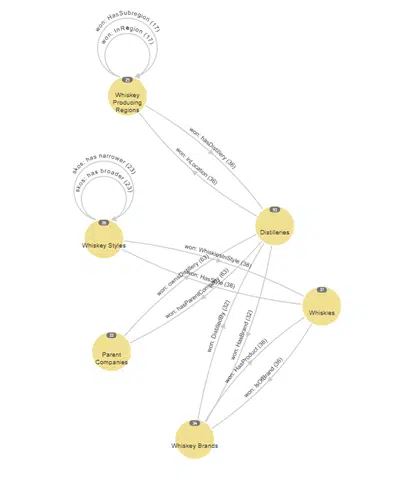 won: HasSubregion (17)
won: InRegion (17)
Whiskey
Producing
Regions
won: hasDistillery (36)
won: inLocation (36)
skos: has narrower (23)
skos: has broader (23)
Whiskey Styles
Distilleries
won: WhiskiesInStyle (36)
won: HasStyle (36)
won: ownsDistillery (63)
won: hasParentCompany (63)
Whiskies
won: DistilledBy (32)
won: HasBrand (32)
won: HasProduct (36)
won: IsOfBrand (36)
Parent
Companies
Whiskey Brands